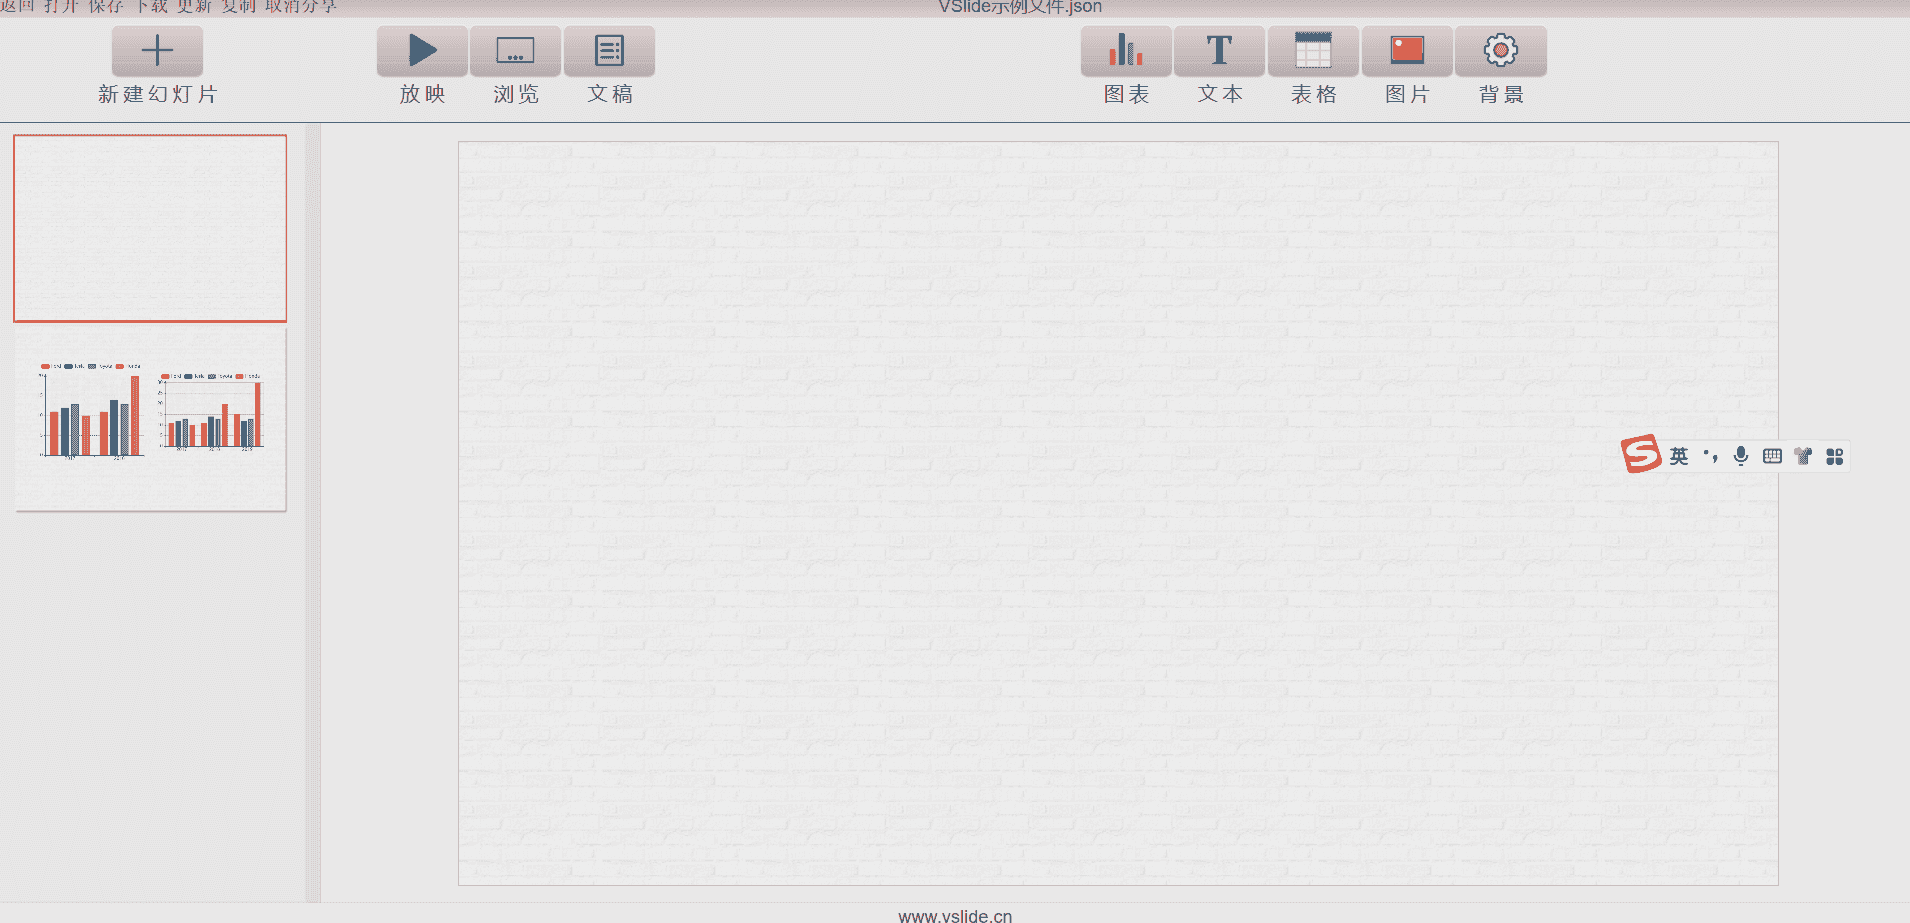 返回 打开 保存 下载 更新 复制 取消分享
VSlide示例文件.json
新建幻灯片
放映 浏览 文稿
图表 文本 表格 图片 背景
英
www.vslide.cn